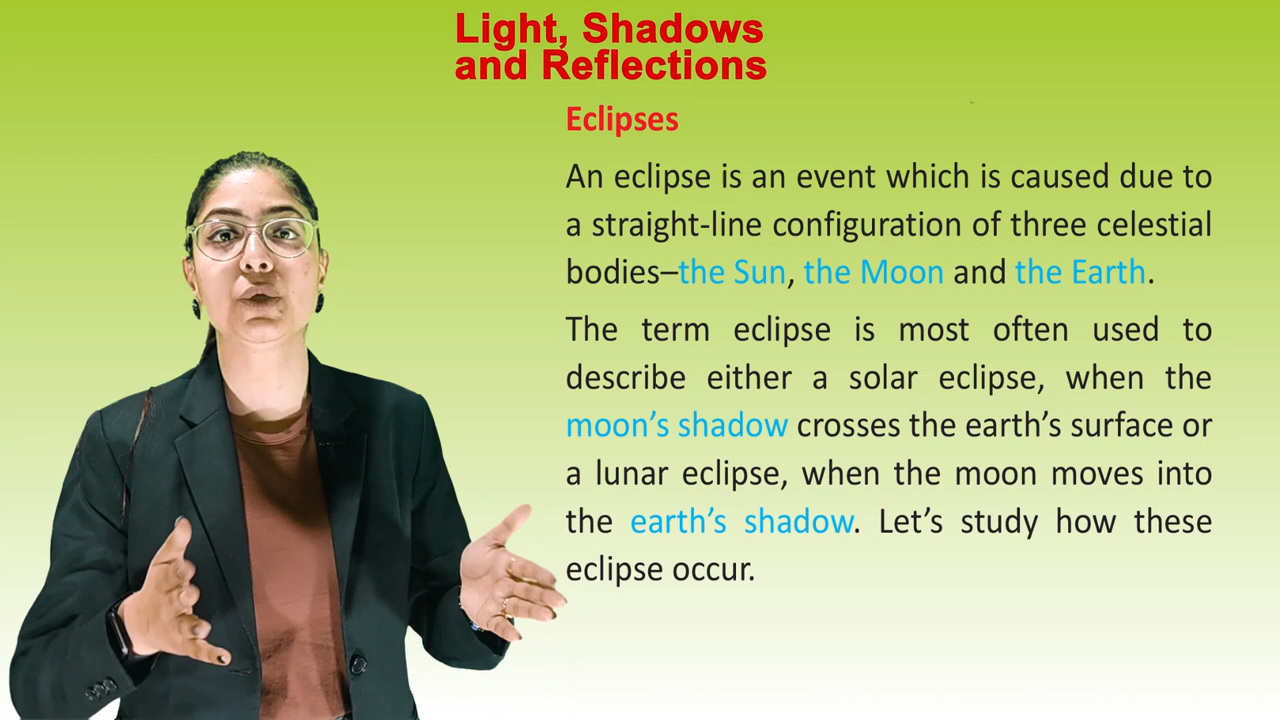 Light, Shadows
and Reflections
Eclipses
An eclipse is an event which is caused due to
a straight-line configuration of three celestial
bodies–the Sun, the Moon and the Earth.
The term eclipse is most often used to
describe either a solar eclipse, when the
moon’s shadow crosses the earth’s surface or
a lunar eclipse, when the moon moves into
the earth’s shadow. Let’s study how these
eclipse occur.